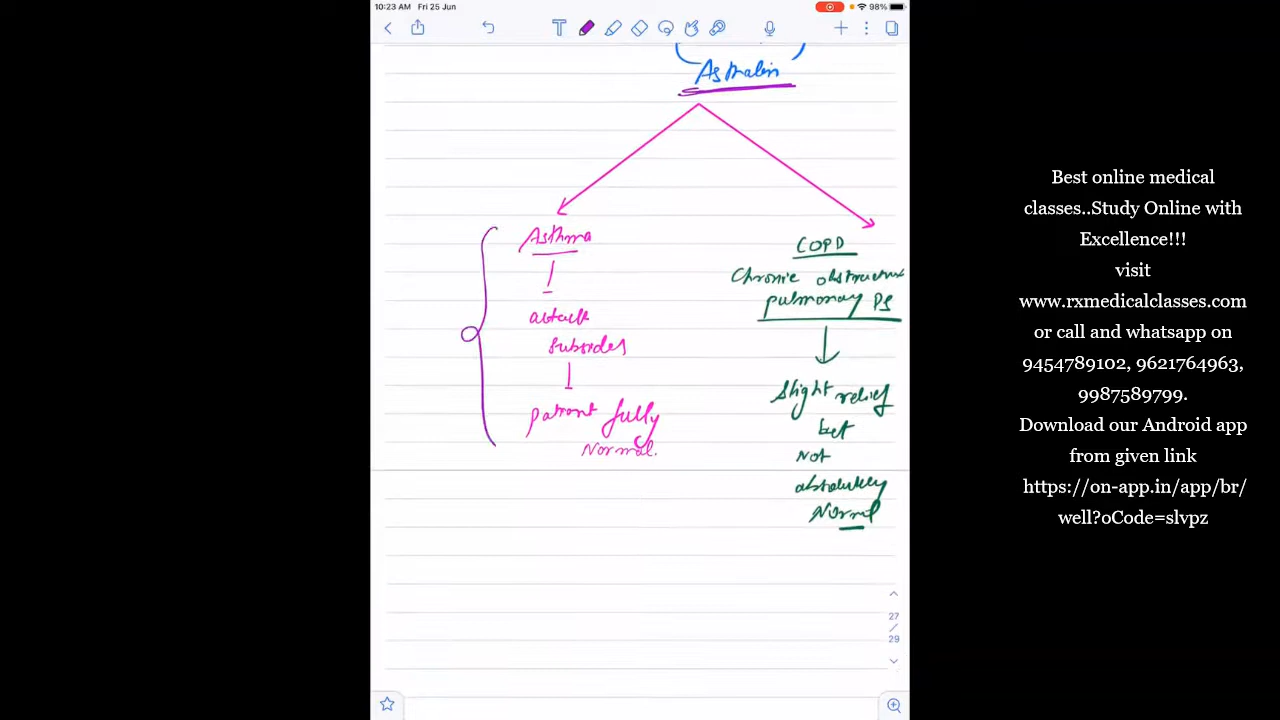 10:23 AM Fri 25 Jun
98%
Asthalin
Asthma
attack
subsides
patient fully
Normal.
COPD
Chronic obstructive
pulmonary Ds
Slight relief
but
Not
absolutely
Normal
27
/
29
Best online medical
classes..Study Online with
Excellence!!!
visit
www.rxmedicalclasses.com
or call and whatsapp on
9454789102, 9621764963,
9987589799.
Download our Android app
from given link
https://on-app.in/app/br/
well?oCode=slvpz